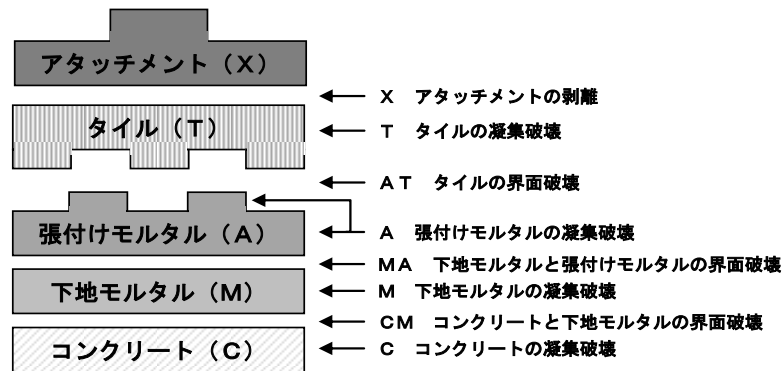 アタッチメント（X）
X　アタッチメントの剥離
タイル（T）
T　タイルの凝集破壊
AT　タイルの界面破壊
張付けモルタル（A）
A　張付けモルタルの凝集破壊
MA　下地モルタルと張付けモルタルの界面破壊
下地モルタル（M）
M　下地モルタルの凝集破壊
CM　コンクリートと下地モルタルの界面破壊
コンクリート（C）
C　コンクリートの凝集破壊